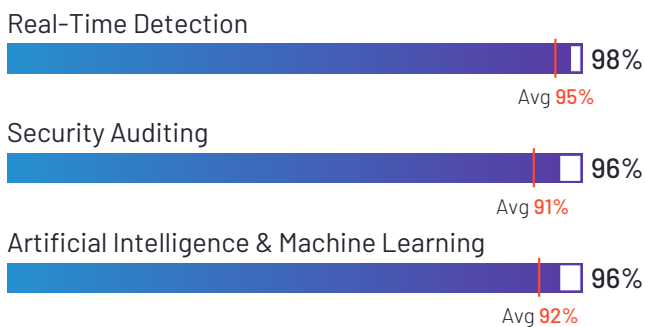 Real-Time Detection
98%
Avg 95%
Security Auditing
96%
Avg 91%
Artificial Intelligence & Machine Learning
96%
Avg 92%